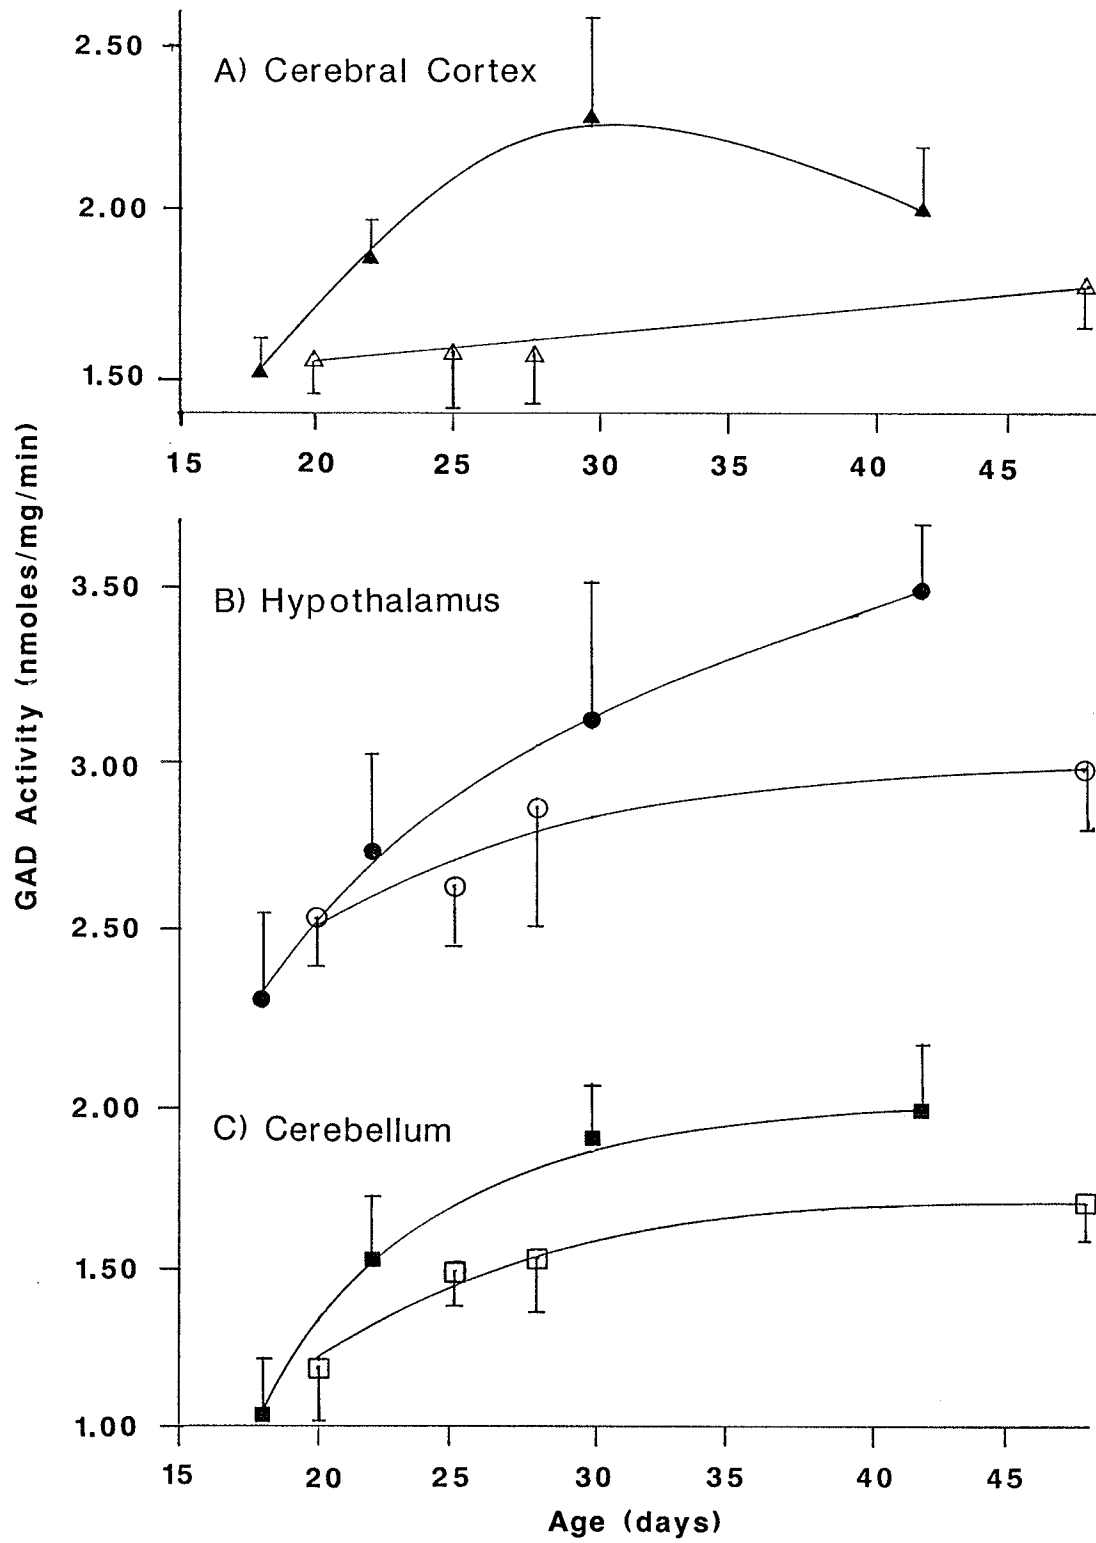 2.50
A) Cerebral Cortex
2.00
1.50
15 20 25 30 35 40 45
GAD Activity (nmoles/mg/min)
3.50
B) Hypothalamus
3.00
2.50
2.00
C) Cerebellum
1.50
1.00
15 20 25 30 35 40 45
Age (days)